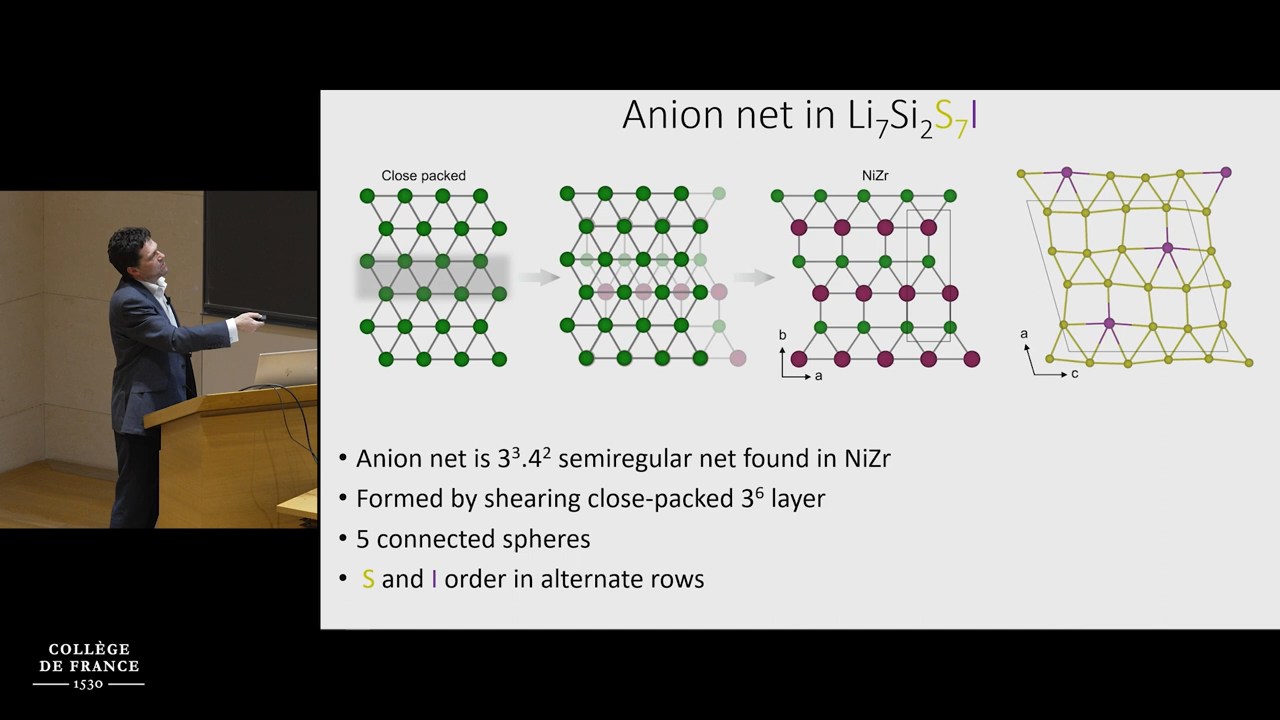 Anion net in Li₇Si₂S₇I
Close packed
NiZr
b
a
a
c
• Anion net is 3³.4² semiregular net found in NiZr
• Formed by shearing close-packed 3⁶ layer
• 5 connected spheres
• S and I order in alternate rows
COLLÈGE
DE FRANCE
1530